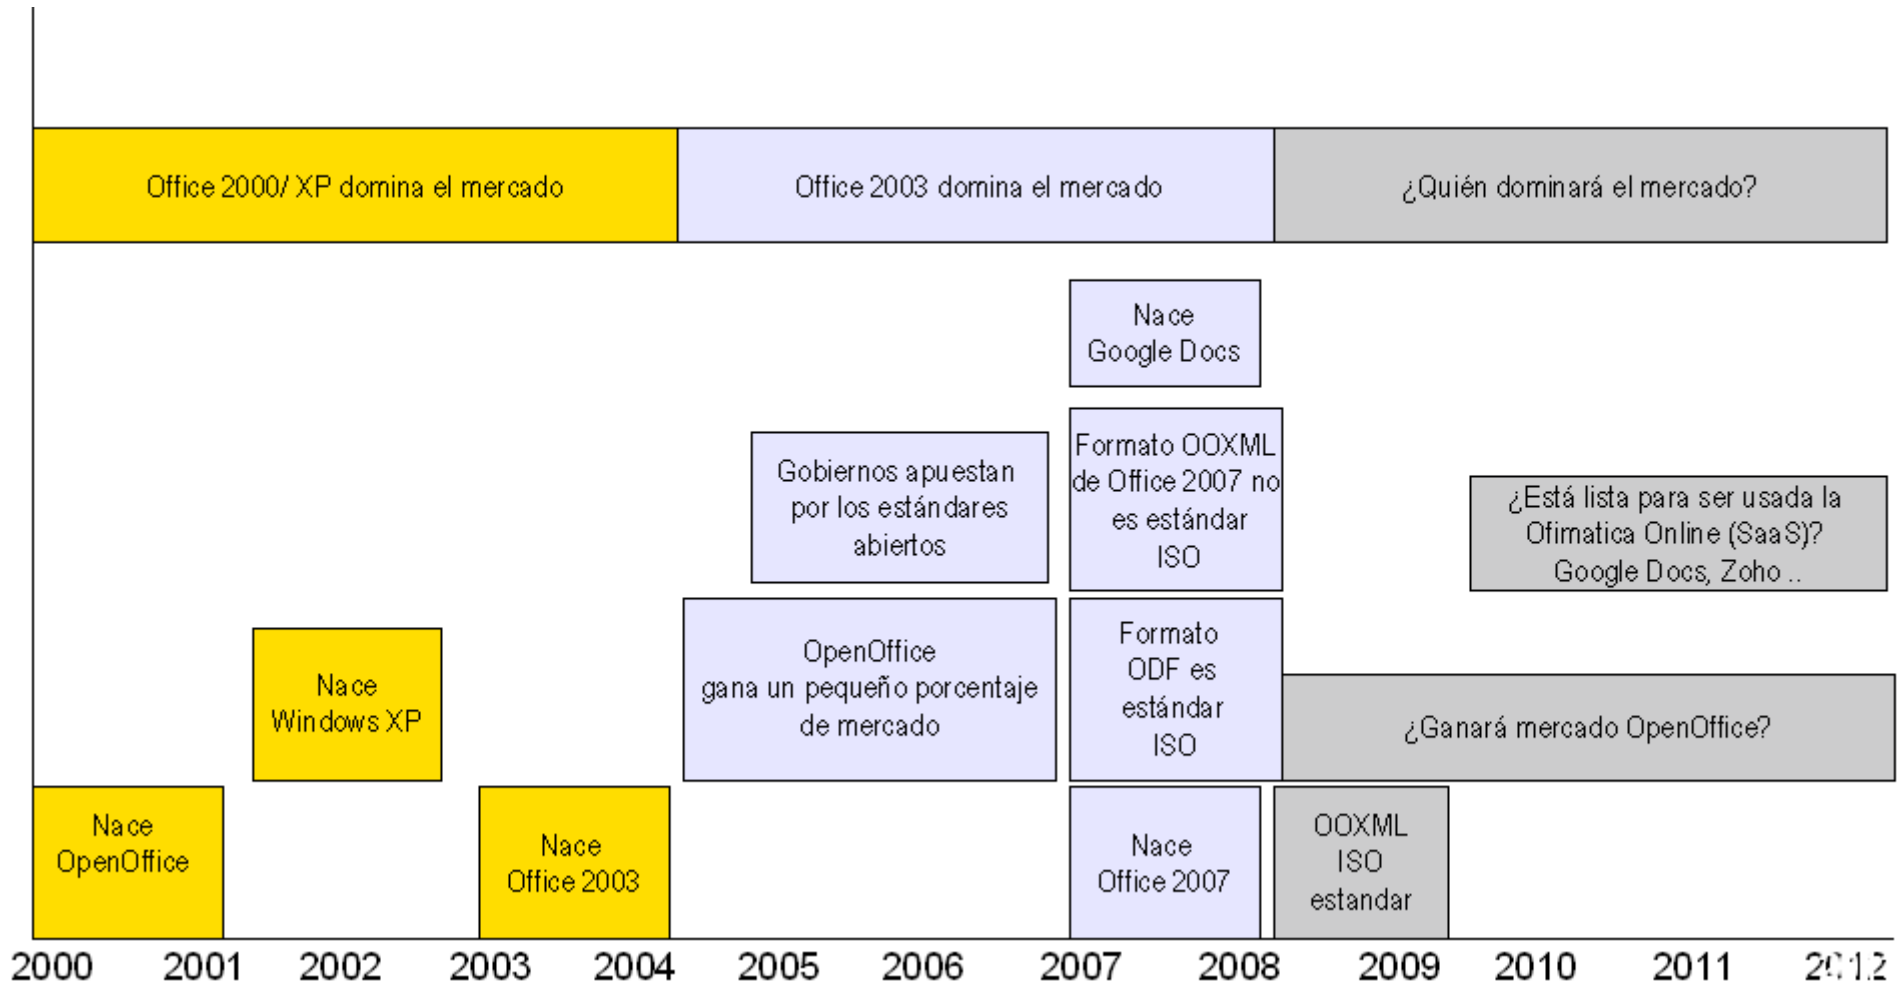 Office 2000/ XP domina el mercado
Office 2003 domina el mercado
¿Quién dominará el mercado?
Nace
Google Docs
Gobiernos apuestan
por los estándares
abiertos
Formato OOXML
de Office 2007 no
es estándar
ISO
¿Está lista para ser usada la
Ofimatica Online (SaaS)?
Google Docs, Zoho ..
Nace
Windows XP
OpenOffice
gana un pequeño porcentaje
de mercado
Formato
ODF es
estándar
ISO
¿Ganará mercado OpenOffice?
Nace
OpenOffice
Nace
Office 2003
Nace
Office 2007
OOXML
ISO
estandar
2000 2001 2002 2003 2004 2005 2006 2007 2008 2009 2010 2011 2012